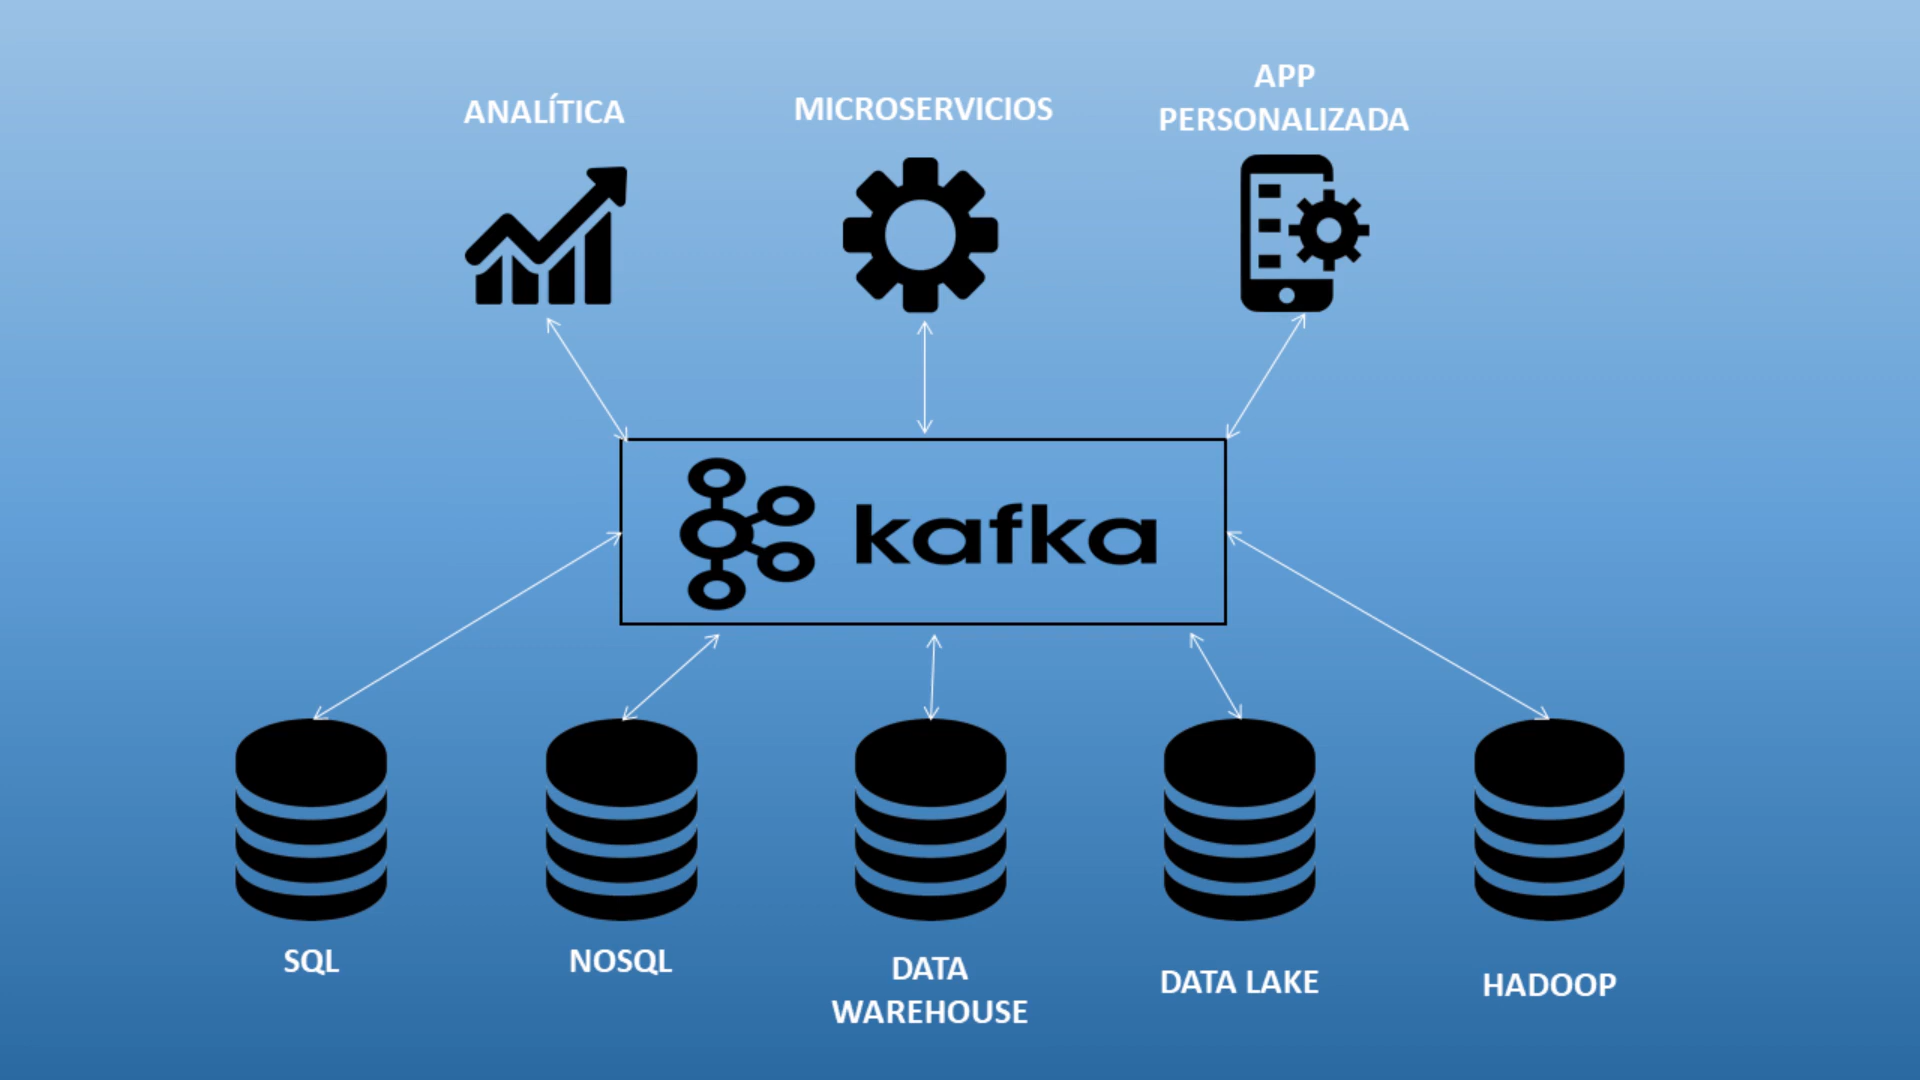 ANALÍTICA
MICROSERVICIOS
APP
PERSONALIZADA
kafka
SQL
NOSQL
DATA
WAREHOUSE
DATA LAKE
HADOOP